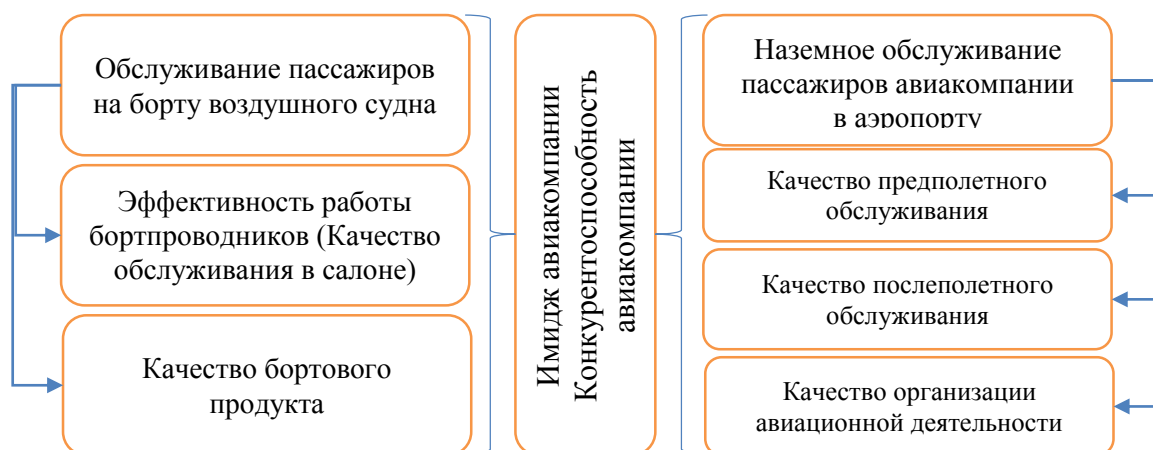 Обслуживание пассажиров
на борту воздушного судна
Эффективность работы
бортпроводников (Качество
обслуживания в салоне)
Качество бортового
продукта
Имидж авиакомпании
Конкурентоспособность
авиакомпании
Наземное обслуживание
пассажиров авиакомпании
в аэропорту
Качество предполетного
обслуживания
Качество послеполетного
обслуживания
Качество организации
авиационной деятельности